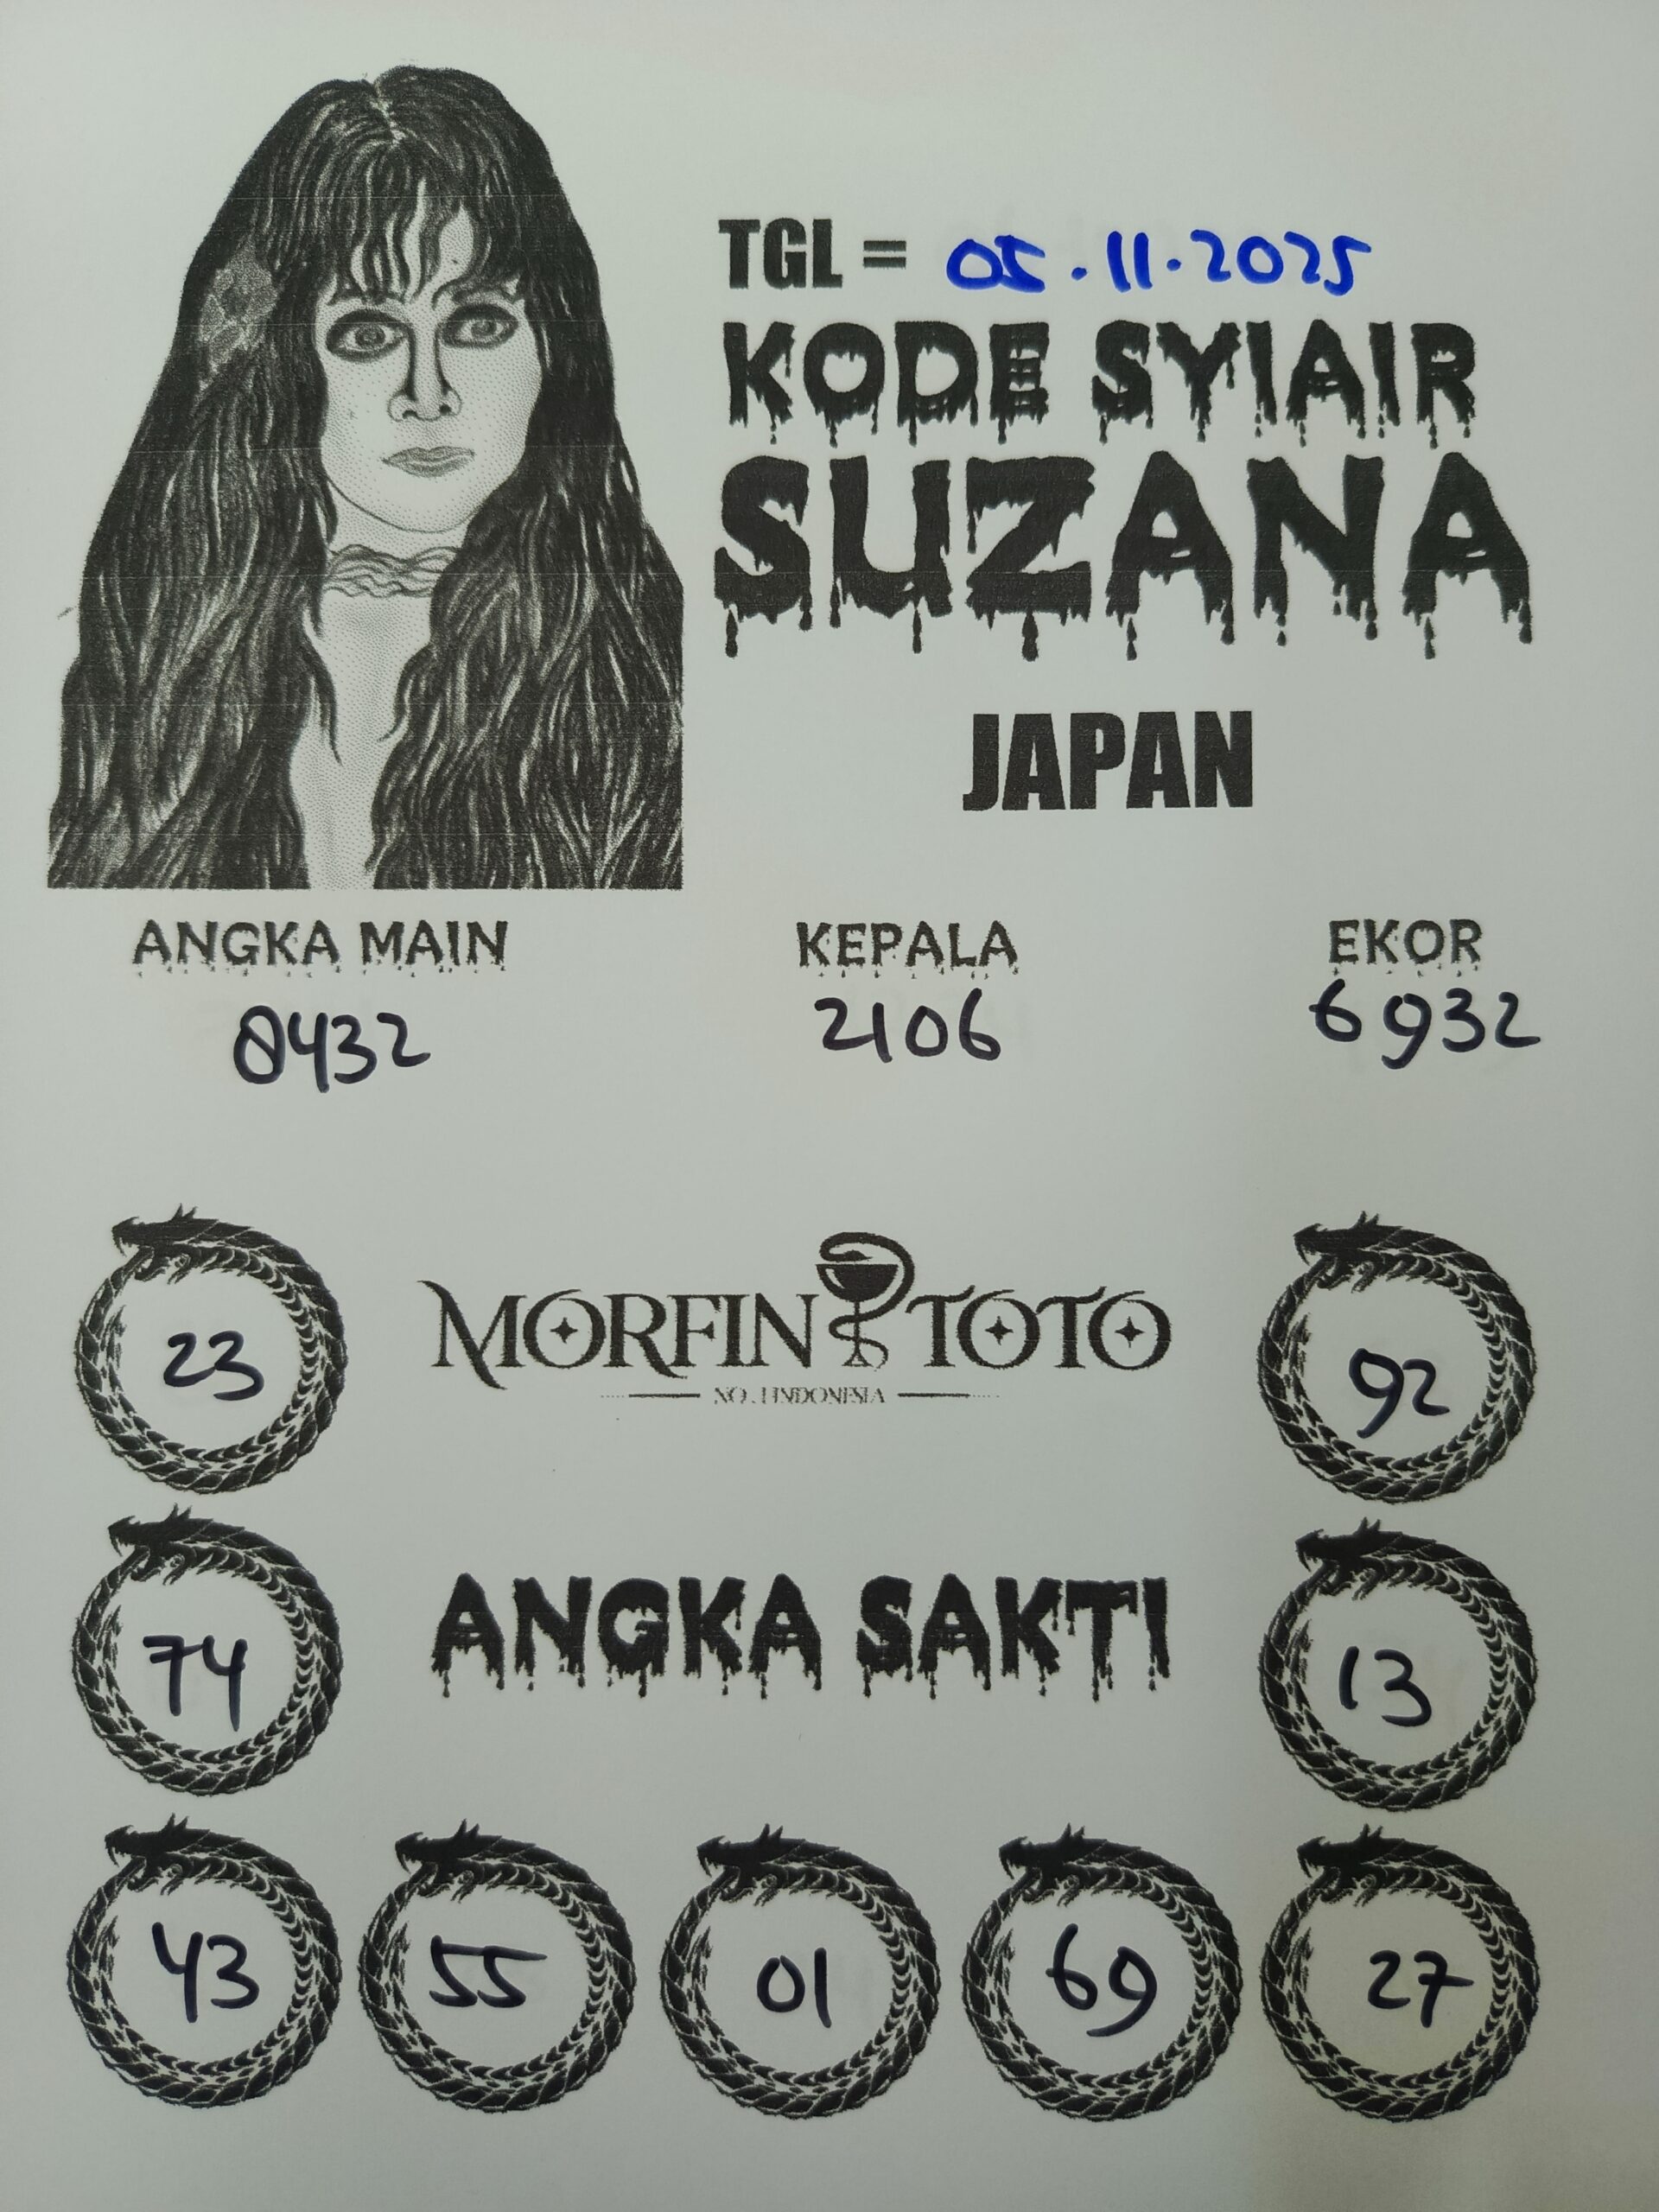 TGL = 05.11.2025
KODE SYIAIR
SUZANA
JAPAN
ANGKA MAIN KEPALA EKOR
8432 2106 6932
MORFIN TOTO
NO.1 INDONESIA
23 92
ANGKA SAKTI
74 13
43 55 01 69 27